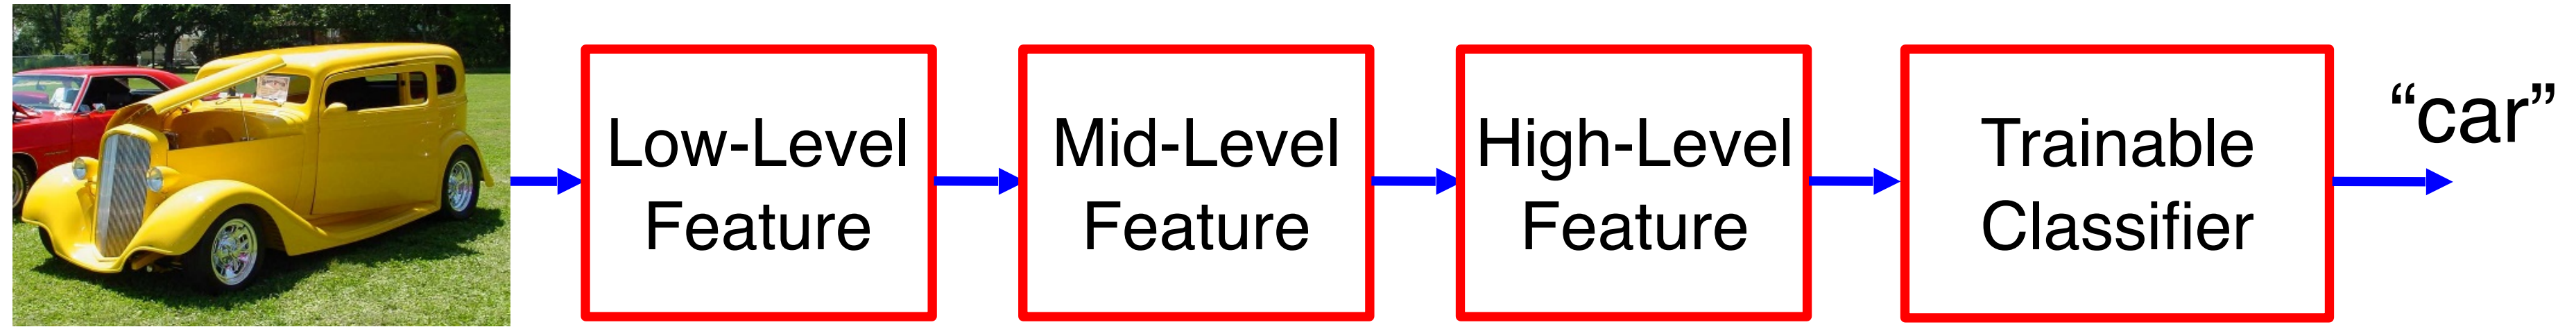 Low-Level
Feature
Mid-Level
Feature
High-Level
Feature
Trainable
Classifier
“car”